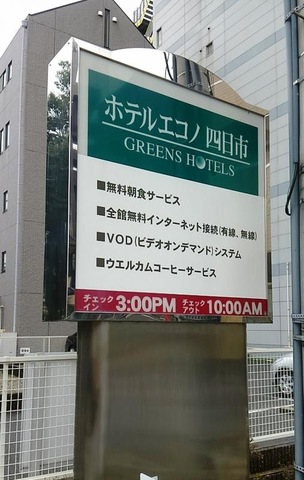 ホテルエコノ 四日市
GREENS HOTELS
■無料朝食サービス
■全館無料インターネット接続(有線、無線)
■VOD(ビデオオンデマンド)システム
■ウエルカムコーヒーサービス
チェックイン 3:00PM チェックアウト 10:00AM